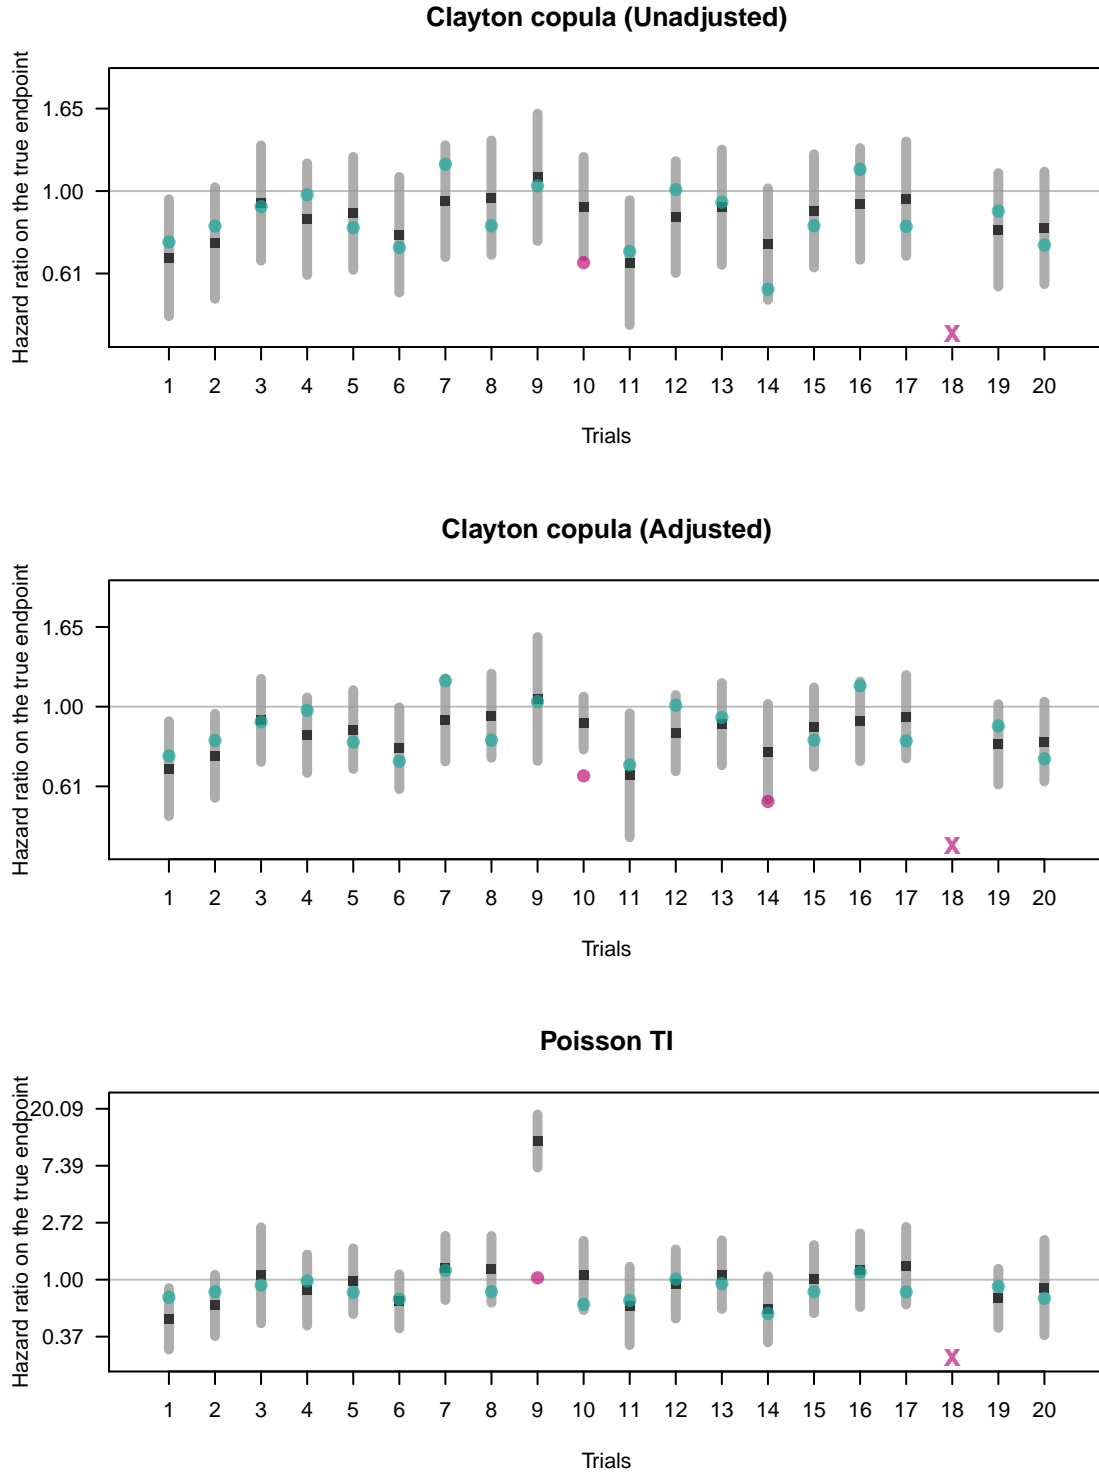 Clayton copula (Unadjusted)
Hazard ratio on the true endpoint
1.65
1.00
0.61
X
1 2 3 4 5 6 7 8 9 10 11 12 13 14 15 16 17 18 19 20
Trials
Clayton copula (Adjusted)
Hazard ratio on the true endpoint
1.65
1.00
0.61
X
1 2 3 4 5 6 7 8 9 10 11 12 13 14 15 16 17 18 19 20
Trials
Poisson TI
Hazard ratio on the true endpoint
20.09
7.39
2.72
1.00
0.37
X
1 2 3 4 5 6 7 8 9 10 11 12 13 14 15 16 17 18 19 20
Trials